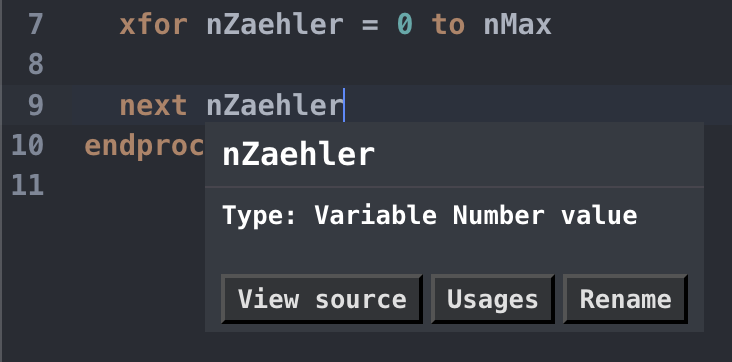 7 xfor nZaehler = 0 to nMax
8
9 next nZaehler
10 endproc
11
nZaehler
Type: Variable Number value
View source Usages Rename